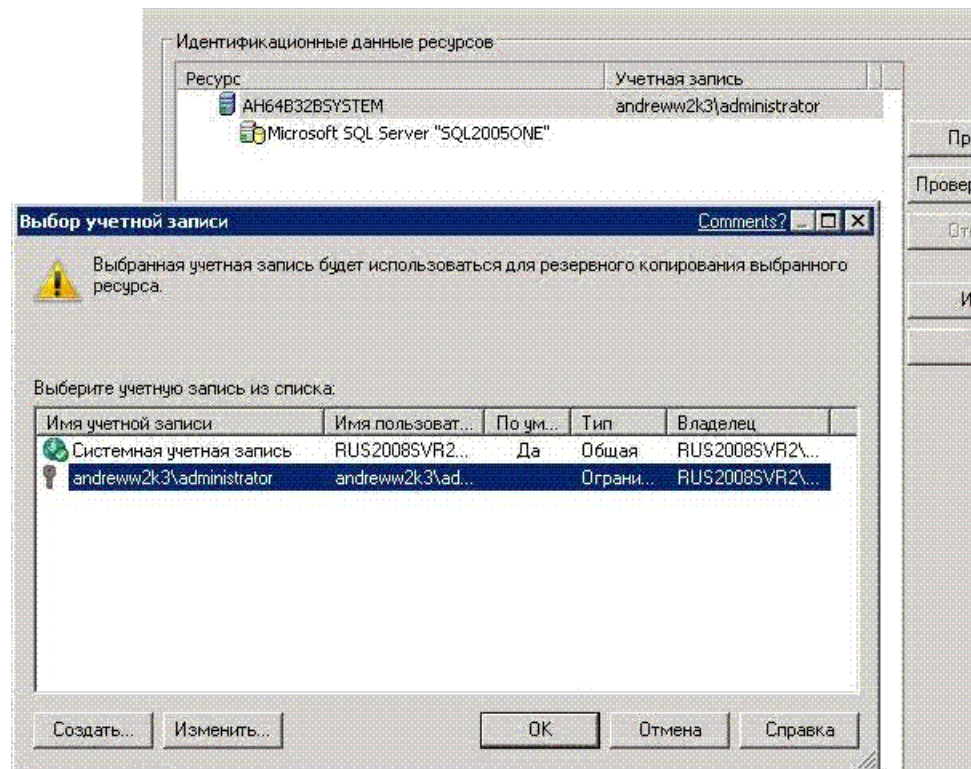 Идентификационные данные ресурсов
Ресурс Учетная запись
AH64B32BSYSTEM andreww2k3\administrator
Microsoft SQL Server "SQL2005ONE"
Пр
Провер
От
И
Выбор учетной записи Comments?
Выбранная учетная запись будет использоваться для резервного копирования выбранного
ресурса.
Выберите учетную запись из списка:
Имя учетной записи Имя пользоват... По ум... Тип Владелец
Системная учетная запись RUS2008SVR2... Да Общая RUS2008SVR2\...
andreww2k3\administrator andreww2k3\ad... Ограни... RUS2008SVR2\...
Создать... Изменить... OK Отмена Справка